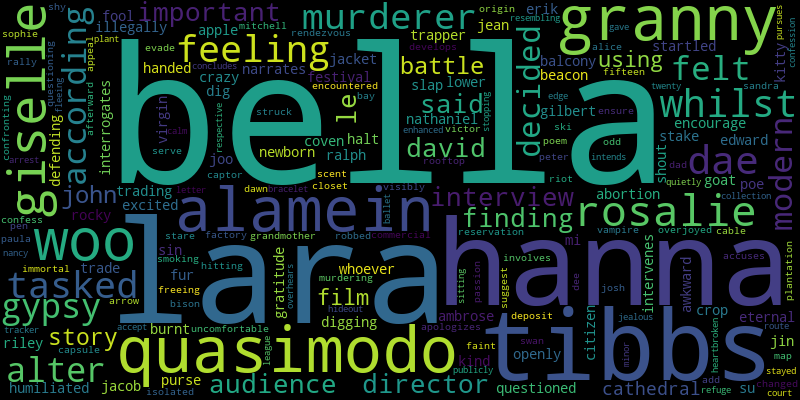 bella
hanna
lara
tibbs
quasimodo
alamein
granny
giselle
woo
rosalie
dae
whilst
felt
feeling
murderer
according
important
modern
alter
gypsy
tasked
decided
finding
interview
battle
said
david
le
using
john
story
film
audience
director
cathedral
fool
illegally
apple
erik
jean
trapper
balcony
startled
kitty
handed
jacket
crazy
narrates
festival
dig
beacon
encountered
slap
lower
bay
edge
gilbert
encourage
stake
edward
nathaniel
halt
coven
ralph
struck
newborn
serve
virgin
calm
interrogates
defending
joo
victor
enhanced
ski
poem
odd
ensure
fifteen
alice
sandra
twenty
stopping
shout
peter
riot
intends
dad
abortion
goat
poe
quietly
collection
confronting
sophie
shy
rally
questioning
plant
evade
mitchell
appeal
afterward
fleeing
concludes
rendezvous
develops
origin
resembling
gave
pursues
confession
respective
trading
excited
captor
dawn
bracelet
closet
scent
visibly
rooftop
ballet
confess
arrest
letter
pen
rocky
paula
nancy
trade
sin
stare
factory
grandmother
robbed
commercial
reservation
vampire
overjoyed
cable
involves
mi
intervenes
accuses
immortal
smoking
hitting
overhears
whoever
murdering
hideout
gratitude
fur
freeing
bison
arrow
tracker
capsule
riley
burnt
uncomfortable
digging
accept
league
ambrose
apologizes
kind
passion
sitting
suggest
deposit
faint
swan
openly
dee
citizen
josh
awkward
crop
eternal
plantation
jealous
minor
heartbroken
route
jin
map
su
add
refuge
changed
stayed
court
questioned
publicly
purse
isolated
jacob
humiliated